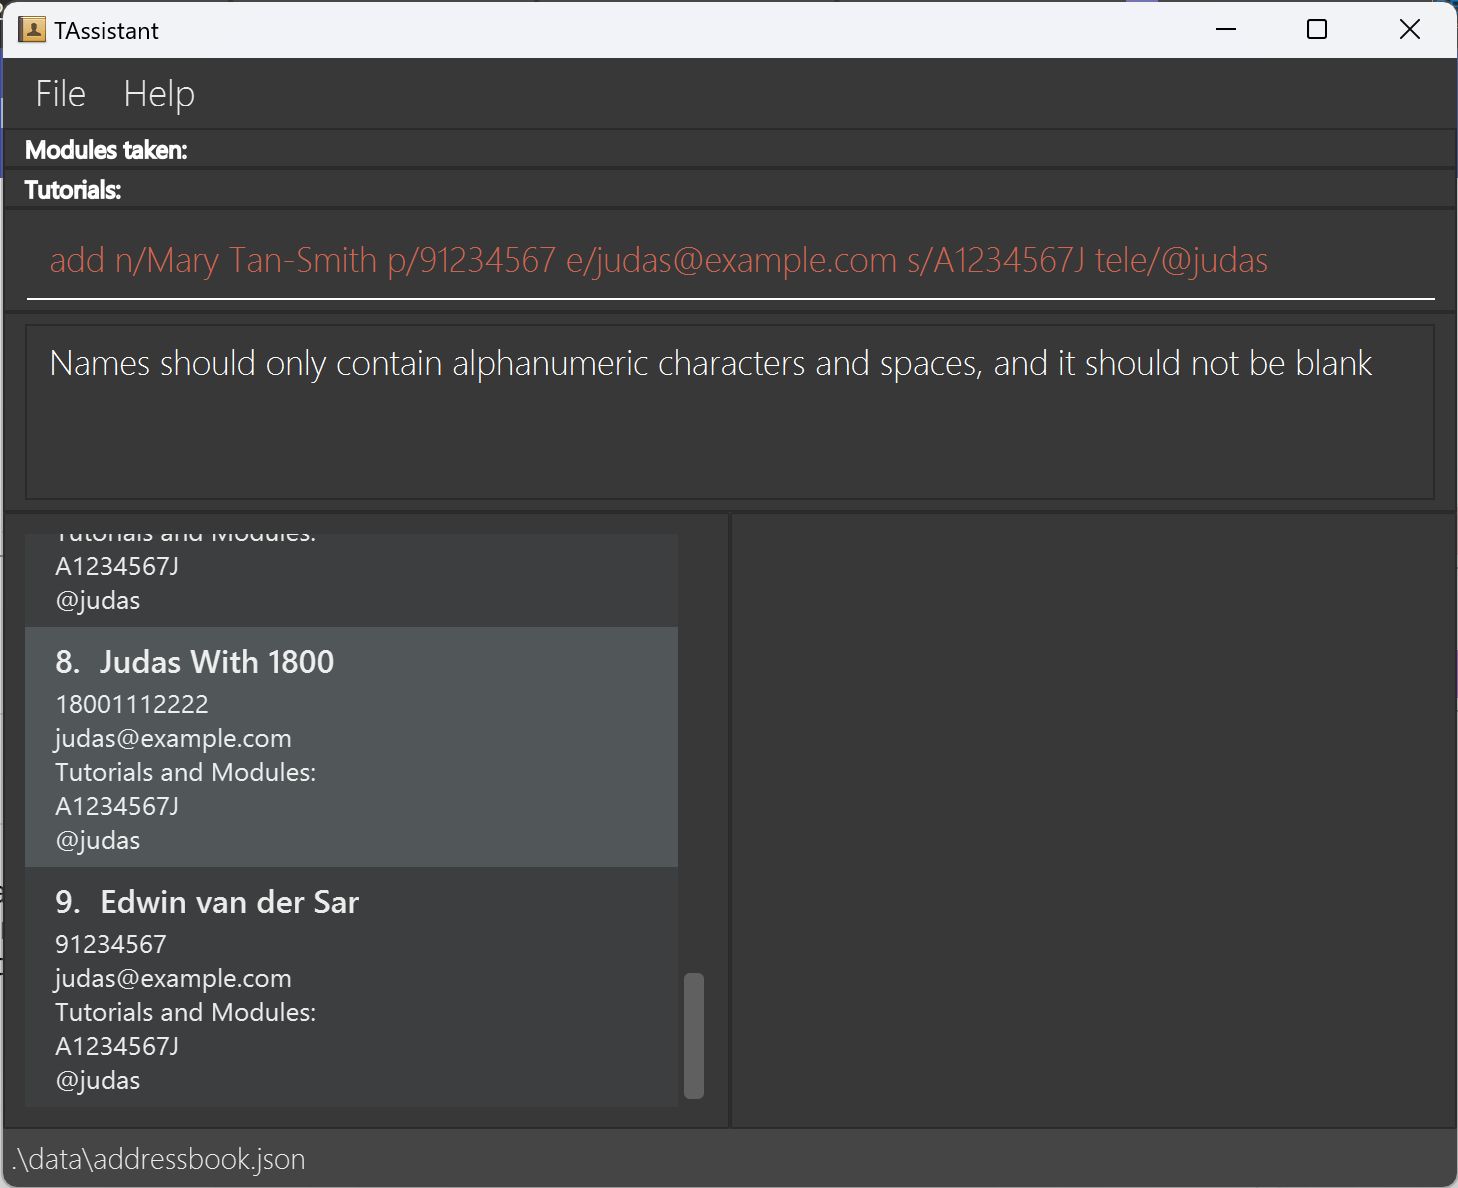 TAssistant
File Help
Modules taken:
Tutorials:
add n/Mary Tan-Smith p/91234567 e/judas@example.com s/A1234567J tele/@judas
Names should only contain alphanumeric characters and spaces, and it should not be blank
Tutorials and Modules:
A1234567J
@judas
8. Judas With 1800
18001112222
judas@example.com
Tutorials and Modules:
A1234567J
@judas
9. Edwin van der Sar
91234567
judas@example.com
Tutorials and Modules:
A1234567J
@judas
.\data\addressbook.json